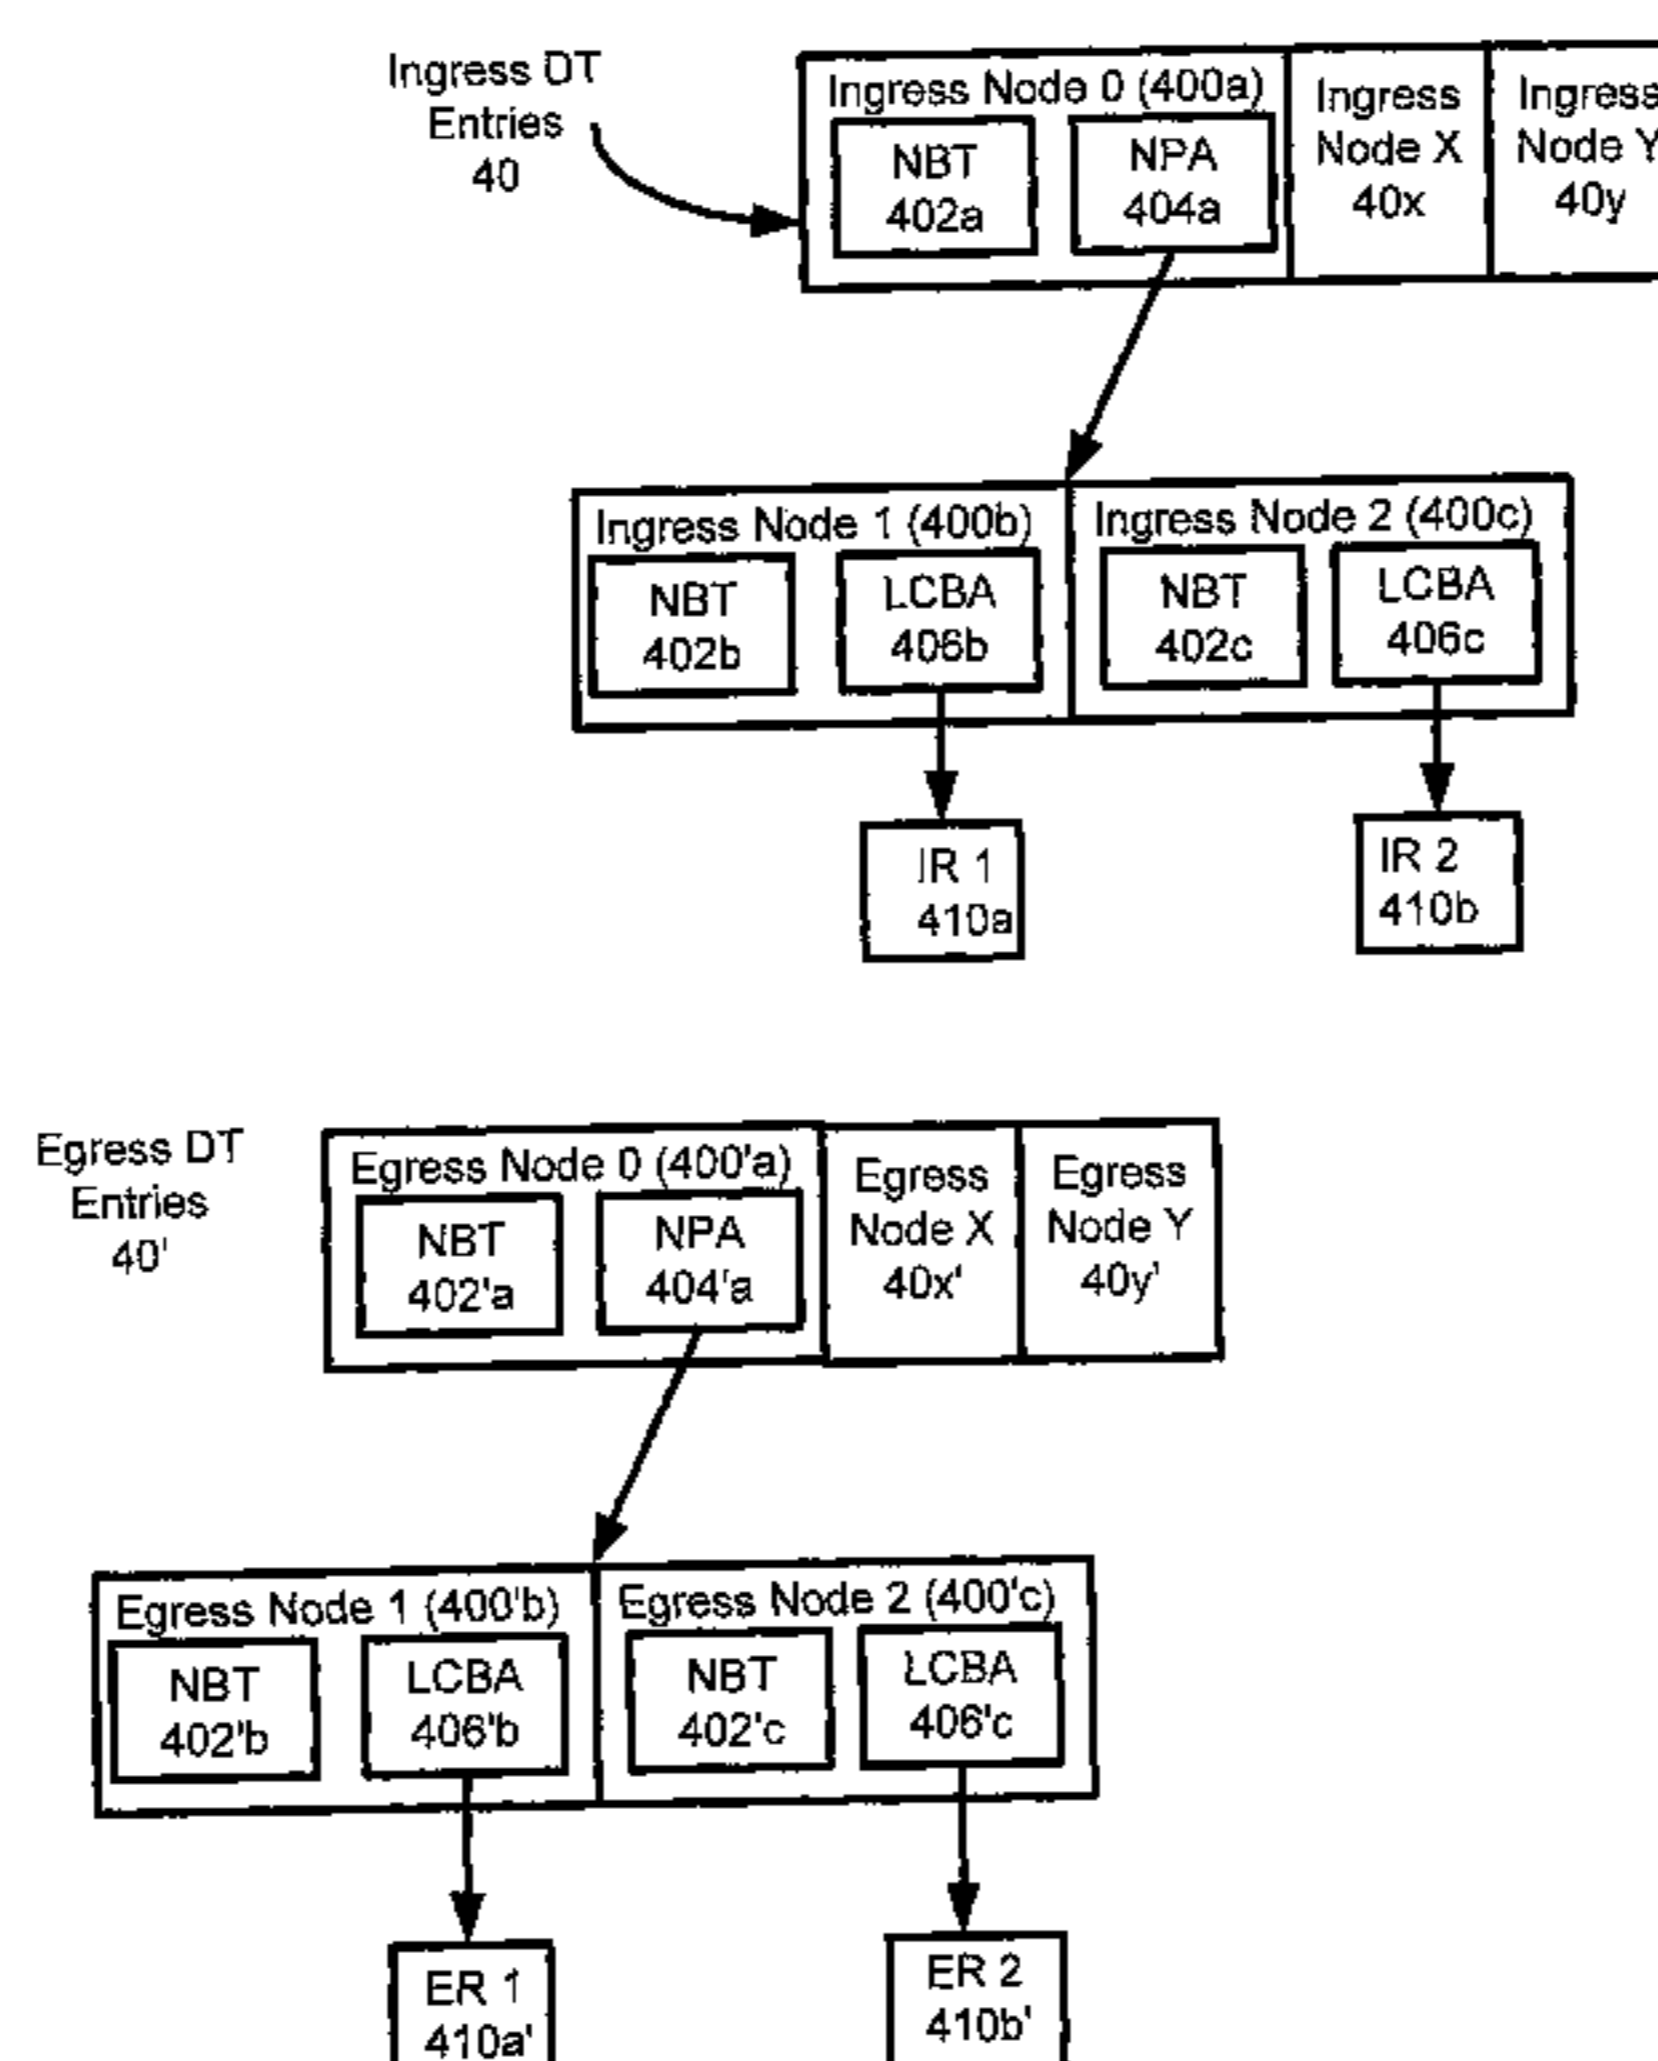 Ingress DT
Entries
40
Ingress Node 0 (400a)
NBT
402a
NPA
404a
Ingress
Node X
40x
Ingress
Node Y
40y
Ingress Node 1 (400b)
NBT
402b
LCBA
406b
Ingress Node 2 (400c)
NBT
402c
LCBA
406c
IR 1
410a
IR 2
410b
Egress DT
Entries
40'
Egress Node 0 (400'a)
NBT
402'a
NPA
404'a
Egress
Node X
40x'
Egress
Node Y
40y'
Egress Node 1 (400'b)
NBT
402'b
LCBA
406'b
Egress Node 2 (400'c)
NBT
402'c
LCBA
406'c
ER 1
410a'
ER 2
410b'